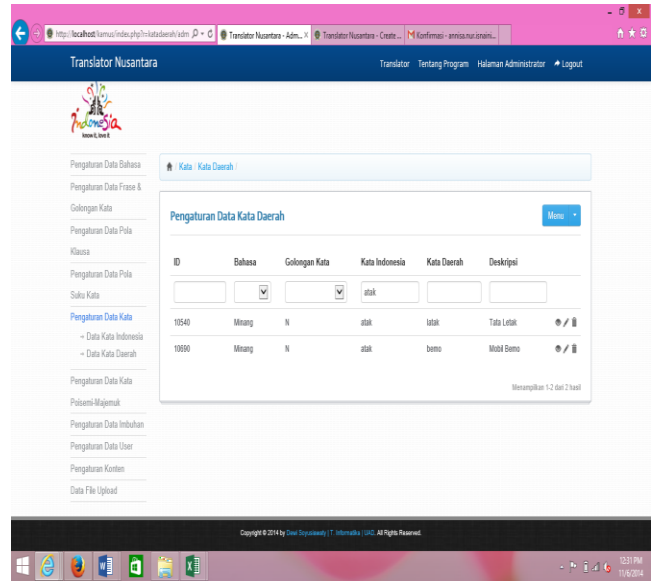 http://localhost/kamus/index.php?r=katadaerah/adm
Translator Nusantara - Adm...
Translator Nusantara - Create ...
Konfirmasi - anniss.nur.isnaini...
Translator Nusantara
Translator Tentang Program Halaman Administrator Logout
Indonesia
know it, love it
Pengaturan Data Bahasa
Pengaturan Data Frase &
Golongan Kata
Pengaturan Data Pola
Klausa
Pengaturan Data Pola
Suku Kata
Pengaturan Data Kata
→ Data Kata Indonesia
→ Data Kata Daerah
Pengaturan Data Kata
Poisemi-Majemuk
Pengaturan Data Imbuhan
Pengaturan Data User
Pengaturan Konten
Data File Upload
/ Kata / Kata Daerah /
Pengaturan Data Kata Daerah
Menu
ID Bahasa Golongan Kata Kata Indonesia Kata Daerah Deskripsi
atak
10540 Minang N atak latak Tata Letak
10690 Minang N atak bemo Mobil Bemo
Menampilkan 1-2 dari 2 hasil
Copyright © 2014 by Dewi Soyusiawaty | T. Informatika | UAD. All Rights Reserved.
12:31 PM
11/6/2014